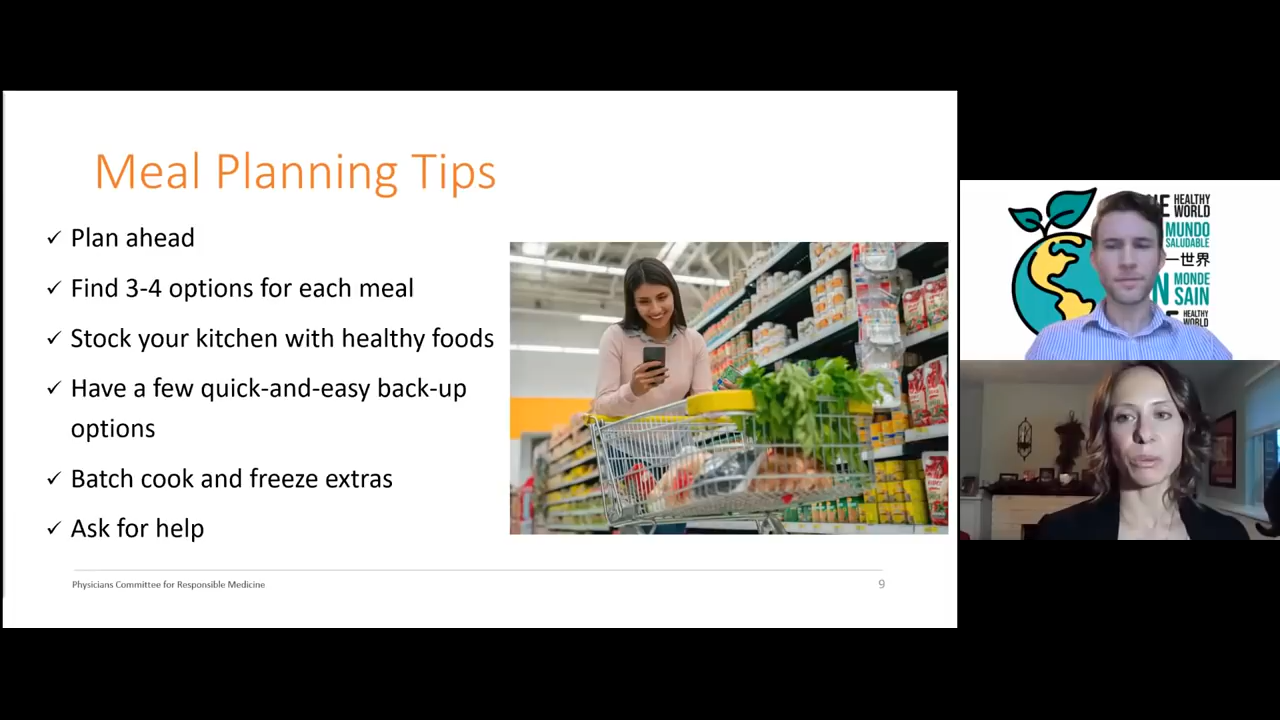 Meal Planning Tips
✓ Plan ahead
✓ Find 3-4 options for each meal
✓ Stock your kitchen with healthy foods
✓ Have a few quick-and-easy back-up
options
✓ Batch cook and freeze extras
✓ Ask for help
Physicians Committee for Responsible Medicine
9
HEALTHY
WORLD
MUNDO
SALUDABLE
一世界
MONDE
SAIN
HEALTHY
WORLD